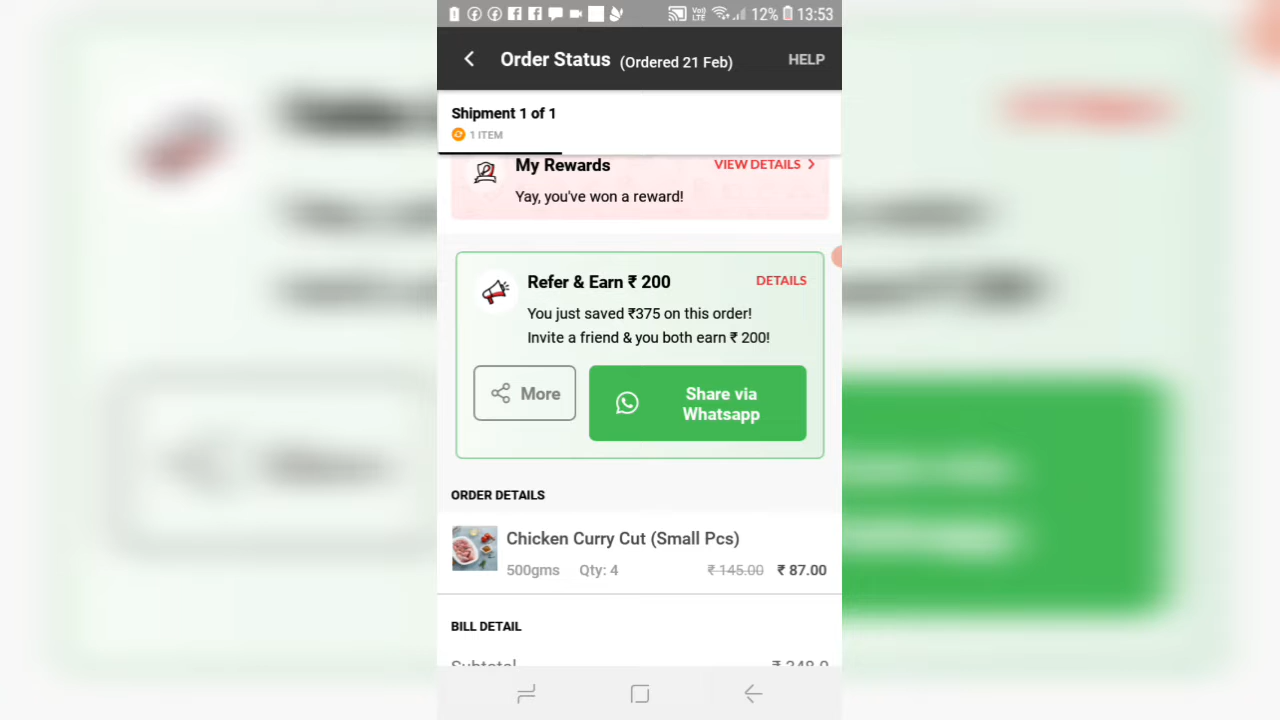 12% 13:53
Order Status (Ordered 21 Feb) HELP
Shipment 1 of 1
1 ITEM
My Rewards VIEW DETAILS
Yay, you've won a reward!
Refer & Earn ₹ 200 DETAILS
You just saved ₹375 on this order!
Invite a friend & you both earn ₹ 200!
More
Share via
Whatsapp
ORDER DETAILS
Chicken Curry Cut (Small Pcs)
500gms Qty: 4 ₹ 145.00 ₹ 87.00
BILL DETAIL
Subtotal ₹ 348.0